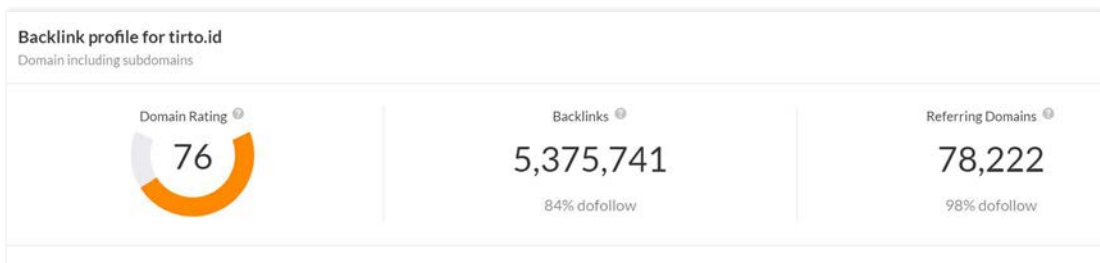 Backlink profile for tirto.id
Domain including subdomains
Domain Rating
76
Backlinks
5,375,741
84% dofollow
Referring Domains
78,222
98% dofollow